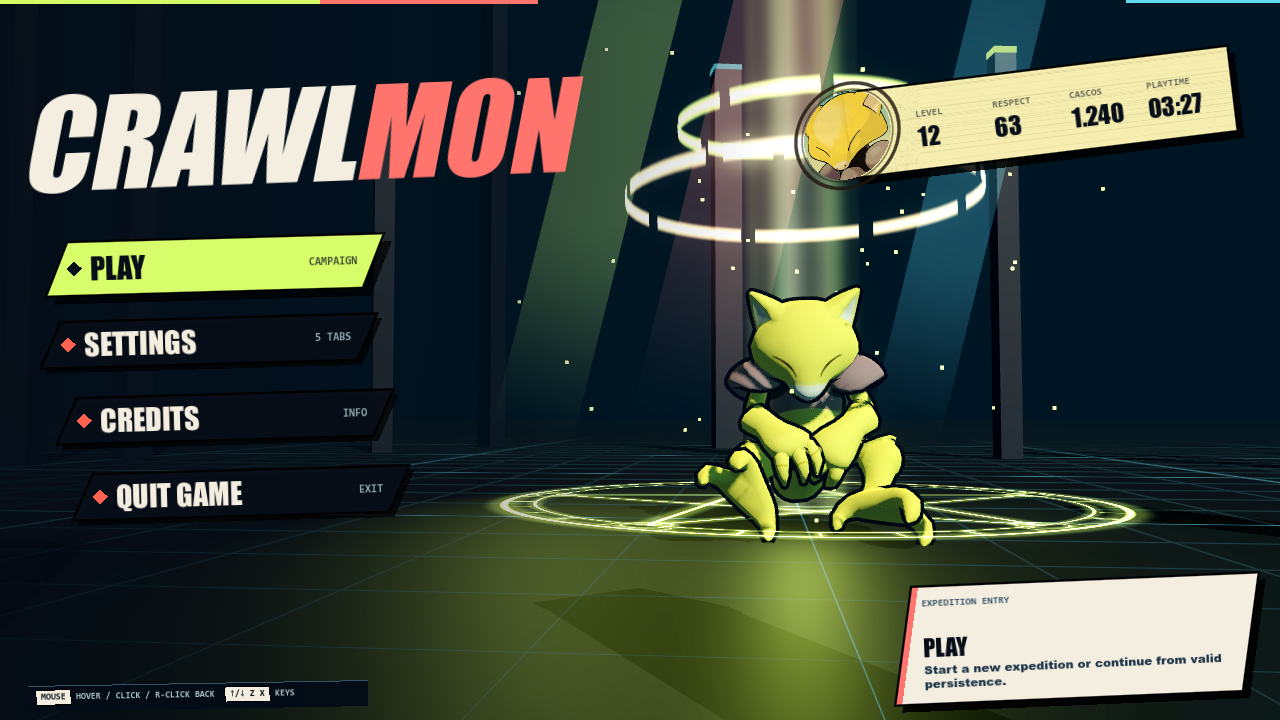 CRAWLMON
LEVEL
12
RESPECT
63
CASCOS
1.240
PLAYTIME
03:27
PLAY
CAMPAIGN
SETTINGS
5 TABS
CREDITS
INFO
QUIT GAME
EXIT
EXPEDITION ENTRY
PLAY
Start a new expedition or continue from valid
persistence.
MOUSE HOVER / CLICK / R-CLICK BACK ↑/↓ Z X KEYS